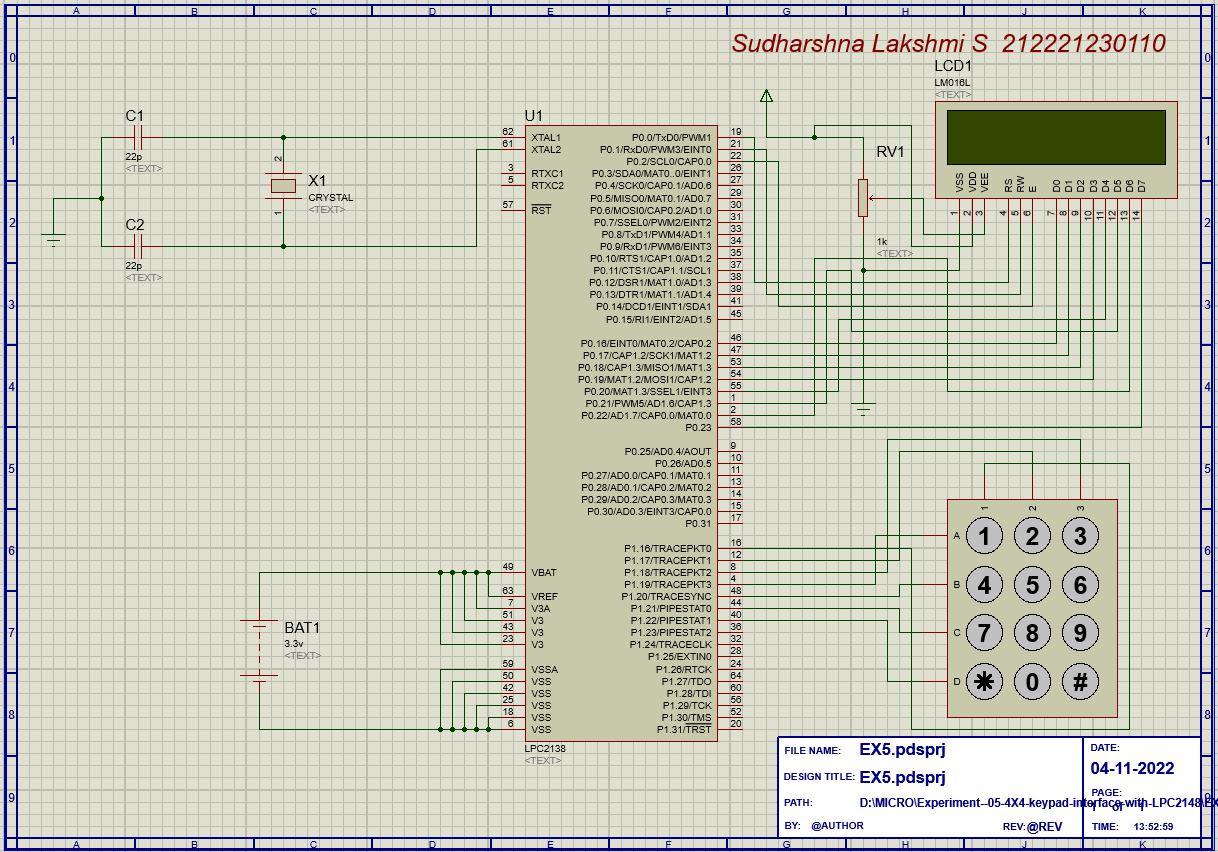 A B C D E F G H J K
Sudharshna Lakshmi S 212221230110
0 0
LCD1
LM016L
<TEXT>
C1
22p
<TEXT>
U1
1 1
62 XTAL1 P0.0/TxD0/PWM1 19
61 XTAL2 P0.1/RxD0/PWM3/EINT0 21
P0.2/SCL0/CAP0.0 22
3 RTXC1 P0.3/SDA0/MAT0..0/EINT1 26
5 RTXC2 P0.4/SCK0/CAP0.1/AD0.6 27
P0.5/MISO0/MAT0.1/AD0.7 29
57 RST P0.6/MOSI0/CAP0.2/AD1.0 30
P0.7/SSEL0/PWM2/EINT2 31
P0.8/TxD1/PWM4/AD1.1 33
P0.9/RxD1/PWM6/EINT3 34
P0.10/RTS1/CAP1.0/AD1.2 35
P0.11/CTS1/CAP1.1/SCL1 37
P0.12/DSR1/MAT1.0/AD1.3 38
P0.13/DTR1/MAT1.1/AD1.4 39
P0.14/DCD1/EINT1/SDA1 41
P0.15/RI1/EINT2/AD1.5 45
X1
CRYSTAL
<TEXT>
2
1
C2
22p
<TEXT>
RV1
1k
<TEXT>
VSS VDD VEE RS RW E D0 D1 D2 D3 D4 D5 D6 D7
1 2 3 4 5 6 7 8 9 10 11 12 13 14
2 2
3 3
P0.16/EINT0/MAT0.2/CAP0.2 46
P0.17/CAP1.2/SCK1/MAT1.2 47
P0.18/CAP1.3/MISO1/MAT1.3 53
P0.19/MAT1.2/MOSI1/CAP1.2 54
P0.20/MAT1.3/SSEL1/EINT3 55
P0.21/PWM5/AD1.6/CAP1.3 1
P0.22/AD1.7/CAP0.0/MAT0.0 2
P0.23 58
4 4
P0.25/AD0.4/AOUT 9
P0.26/AD0.5 10
P0.27/AD0.0/CAP0.1/MAT0.1 11
P0.28/AD0.1/CAP0.2/MAT0.2 13
P0.29/AD0.2/CAP0.3/MAT0.3 14
P0.30/AD0.3/EINT3/CAP0.0 15
P0.31 17
5 5
1 2 3
A 1 2 3
B 4 5 6
C 7 8 9
D * 0 #
6 6
P1.16/TRACEPKT0 16
P1.17/TRACEPKT1 12
49 VBAT P1.18/TRACEPKT2 8
P1.19/TRACEPKT3 4
63 VREF P1.20/TRACESYNC 48
7 V3A P1.21/PIPESTAT0 44
51 V3 P1.22/PIPESTAT1 40
43 V3 P1.23/PIPESTAT2 36
23 V3 P1.24/TRACECLK 32
P1.25/EXTIN0 28
59 VSSA P1.26/RTCK 24
50 VSS P1.27/TDO 64
42 VSS P1.28/TDI 60
25 VSS P1.29/TCK 56
18 VSS P1.30/TMS 52
6 VSS P1.31/TRST 20
BAT1
3.3v
<TEXT>
7 7
8 8
LPC2138
<TEXT>
FILE NAME: EX5.pdsprj
DESIGN TITLE: EX5.pdsprj
PATH: D:\MICRO\Experiment--05-4X4-keypad-interface-with-LPC2148\EX
BY: @AUTHOR REV:@REV
DATE:
04-11-2022
PAGE:
of
TIME: 13:52:59
9 9
A B C D E F G H J K